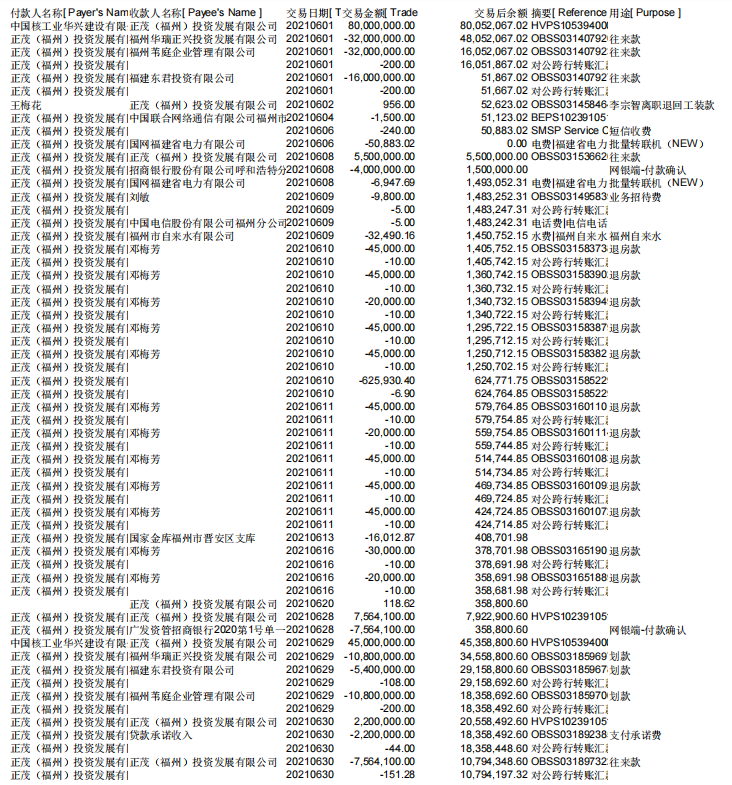 付款人名称[ Payer's Nam收款人名称[ Payee's Name ] 交易日期[ T交易金额[ Trade 交易后余额 摘要[ Reference 用途[ Purpose ]
中国核工业华兴建设有限 正茂（福州）投资发展有限公司 20210601 80,000,000.00 80,052,067.02 HVPS10539400
正茂（福州）投资发展有 福州华瑞正兴投资有限公司 20210601 -32,000,000.00 48,052,067.02 OBSS0314079 往来款
正茂（福州）投资发展有 福州苇庭企业管理有限公司 20210601 -32,000,000.00 16,052,067.02 OBSS0314079 往来款
正茂（福州）投资发展有 20210601 -200.00 16,051,867.02 对公跨行转账汇
正茂（福州）投资发展有 福建东君投资有限公司 20210601 -16,000,000.00 51,867.02 OBSS0314079 往来款
正茂（福州）投资发展有 20210601 -200.00 51,667.02 对公跨行转账汇
王梅花 正茂（福州）投资发展有限公司 20210602 956.00 52,623.02 OBSS0145846 李宗智离职退回工装款
正茂（福州）投资发展有 中国联合网络通信有限公司福州市 20210604 -1,500.00 51,123.02 BEPS10239105
正茂（福州）投资发展有 20210606 -240.00 50,883.02 SMSP Service C 短信收费
正茂（福州）投资发展有 国网福建省电力有限公司 20210606 -50,883.02 0.00 电费|福建省电力 批量转联机（NEW）
正茂（福州）投资发展有 正茂（福州）投资发展有限公司 20210608 5,500,000.00 5,500,000.00 OBSS0153662 往来款
正茂（福州）投资发展有 招商银行股份有限公司呼和浩特分 20210608 -4,000,000.00 1,500,000.00 网银端-付款确认
正茂（福州）投资发展有 国网福建省电力有限公司 20210608 -6,947.69 1,493,052.31 电费|福建省电力 批量转联机（NEW）
正茂（福州）投资发展有 刘敏 20210609 -9,800.00 1,483,252.31 OBSS0149583 业务招待费
正茂（福州）投资发展有 20210609 -5.00 1,483,247.31 对公跨行转账汇
正茂（福州）投资发展有 中国电信股份有限公司福州分公司 20210609 -5.00 1,483,242.31 电话费|电信电话
正茂（福州）投资发展有 福州市自来水有限公司 20210609 -32,490.16 1,450,752.15 水费|福州自来水 福州自来水
正茂（福州）投资发展有 邓梅芳 20210610 -45,000.00 1,405,752.15 OBSS0315873 退房款
正茂（福州）投资发展有 20210610 -10.00 1,405,742.15 对公跨行转账汇
正茂（福州）投资发展有 邓梅芳 20210610 -45,000.00 1,360,742.15 OBSS0315839 退房款
正茂（福州）投资发展有 20210610 -10.00 1,360,732.15 对公跨行转账汇
正茂（福州）投资发展有 邓梅芳 20210610 -20,000.00 1,340,732.15 OBSS0315894 退房款
正茂（福州）投资发展有 20210610 -10.00 1,340,722.15 对公跨行转账汇
正茂（福州）投资发展有 邓梅芳 20210610 -45,000.00 1,295,722.15 OBSS0315887 退房款
正茂（福州）投资发展有 20210610 -10.00 1,295,712.15 对公跨行转账汇
正茂（福州）投资发展有 邓梅芳 20210610 -45,000.00 1,250,712.15 OBSS0315882 退房款
正茂（福州）投资发展有 20210610 -10.00 1,250,702.15 对公跨行转账汇
正茂（福州）投资发展有 20210610 -625,930.40 624,771.75 OBSS0158522
正茂（福州）投资发展有 20210610 -6.90 624,764.85 OBSS0158522
正茂（福州）投资发展有 邓梅芳 20210611 -45,000.00 579,764.85 OBSS0316011 退房款
正茂（福州）投资发展有 20210611 -10.00 579,754.85 对公跨行转账汇
正茂（福州）投资发展有 邓梅芳 20210611 -20,000.00 559,754.85 OBSS0316011 退房款
正茂（福州）投资发展有 20210611 -10.00 559,744.85 对公跨行转账汇
正茂（福州）投资发展有 邓梅芳 20210611 -45,000.00 514,744.85 OBSS0316010 退房款
正茂（福州）投资发展有 20210611 -10.00 514,734.85 对公跨行转账汇
正茂（福州）投资发展有 邓梅芳 20210611 -45,000.00 469,734.85 OBSS0316010 退房款
正茂（福州）投资发展有 20210611 -10.00 469,724.85 对公跨行转账汇
正茂（福州）投资发展有 邓梅芳 20210611 -45,000.00 424,724.85 OBSS0316010 退房款
正茂（福州）投资发展有 20210611 -10.00 424,714.85 对公跨行转账汇
正茂（福州）投资发展有 国家金库福州市晋安区支库 20210613 -16,012.87 408,701.98
正茂（福州）投资发展有 邓梅芳 20210616 -30,000.00 378,701.98 OBSS0316519 退房款
正茂（福州）投资发展有 20210616 -10.00 378,691.98 对公跨行转账汇
正茂（福州）投资发展有 邓梅芳 20210616 -20,000.00 358,691.98 OBSS0316518 退房款
正茂（福州）投资发展有 20210616 -10.00 358,681.98 对公跨行转账汇
正茂（福州）投资发展有限公司 20210620 118.62 358,800.60
正茂（福州）投资发展有 正茂（福州）投资发展有限公司 20210628 7,564,100.00 7,922,900.60 HVPS10239105
正茂（福州）投资发展有 广发资管招商银行2020第1号单一 20210628 -7,564,100.00 358,800.60 网银端-付款确认
中国核工业华兴建设有限 正茂（福州）投资发展有限公司 20210629 45,000,000.00 45,358,800.60 HVPS10539400
正茂（福州）投资发展有 福州华瑞正兴投资有限公司 20210629 -10,800,000.00 34,558,800.60 OBSS0318596 划款
正茂（福州）投资发展有 福建东君投资有限公司 20210629 -5,400,000.00 29,158,800.60 OBSS0318596 划款
正茂（福州）投资发展有 20210629 -108.00 29,158,692.60 对公跨行转账汇
正茂（福州）投资发展有 福州苇庭企业管理有限公司 20210629 -10,800,000.00 18,358,692.60 OBSS0318597 划款
正茂（福州）投资发展有 20210629 -200.00 18,358,492.60 对公跨行转账汇
正茂（福州）投资发展有 正茂（福州）投资发展有限公司 20210630 2,200,000.00 20,558,492.60 HVPS10239105
正茂（福州）投资发展有 贷款承诺收入 20210630 -2,200,000.00 18,358,492.60 OBSS0189238 支付承诺费
正茂（福州）投资发展有 20210630 -44.00 18,358,448.60 对公跨行转账汇
正茂（福州）投资发展有 正茂（福州）投资发展有限公司 20210630 -7,564,100.00 10,794,348.60 OBSS0318973 往来款
正茂（福州）投资发展有 20210630 -151.28 10,794,197.32 对公跨行转账汇